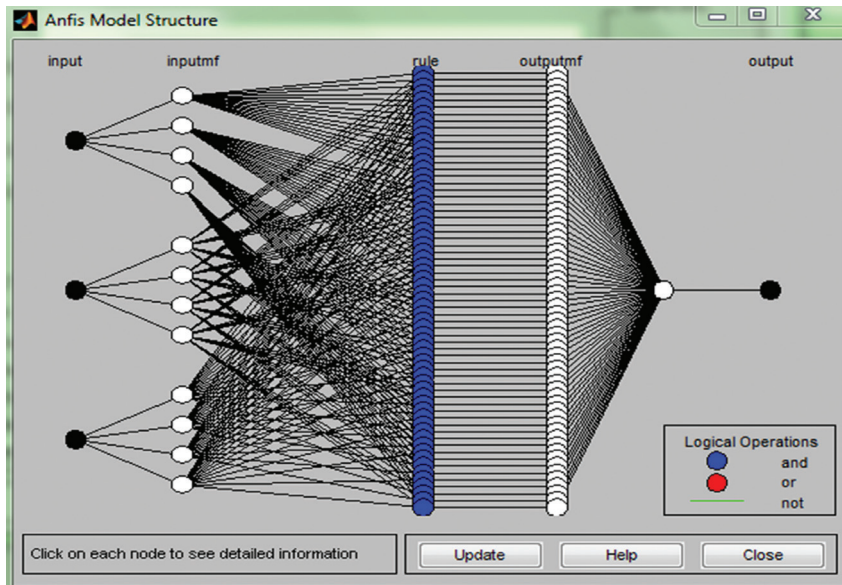 Anfis Model Structure
input inputmf rule outputmf output
Logical Operations
and
or
not
Click on each node to see detailed information
Update Help Close